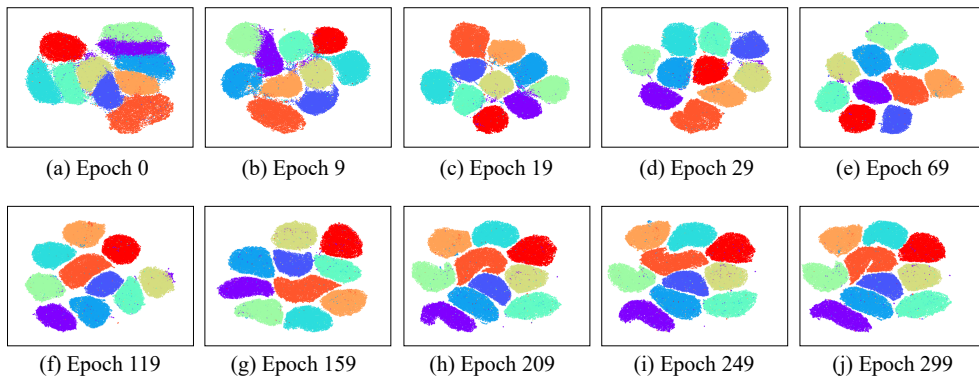 (a) Epoch 0
(b) Epoch 9
(c) Epoch 19
(d) Epoch 29
(e) Epoch 69
(f) Epoch 119
(g) Epoch 159
(h) Epoch 209
(i) Epoch 249
(j) Epoch 299